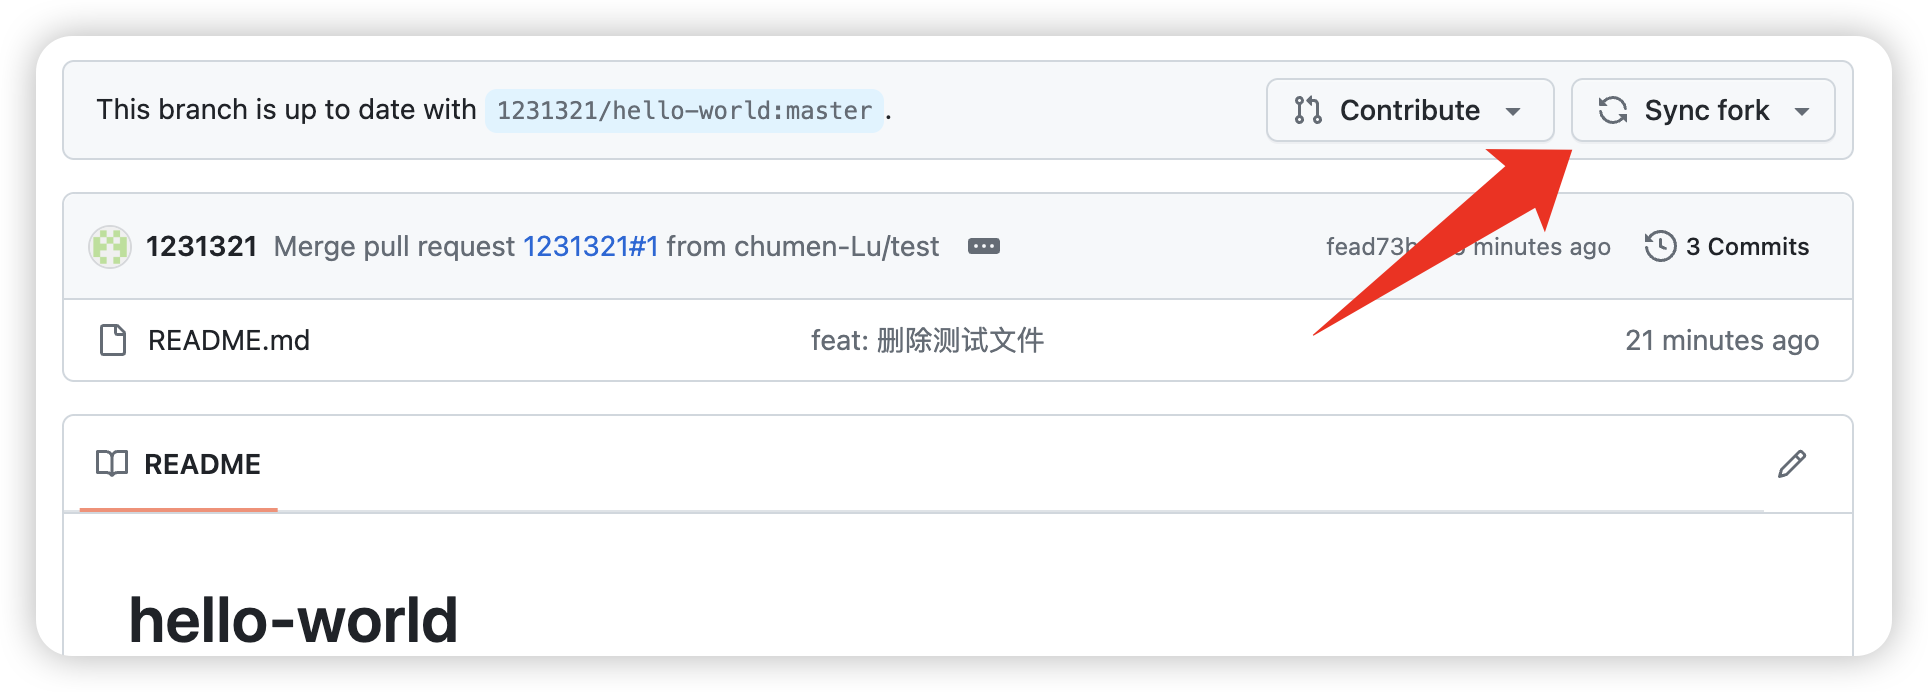 This branch is up to date with 1231321/hello-world:master.
Contribute
Sync fork
1231321 Merge pull request 1231321#1 from chumen-Lu/test
fead73 minutes ago
3 Commits
README.md feat: 删除测试文件 21 minutes ago
README
hello-world